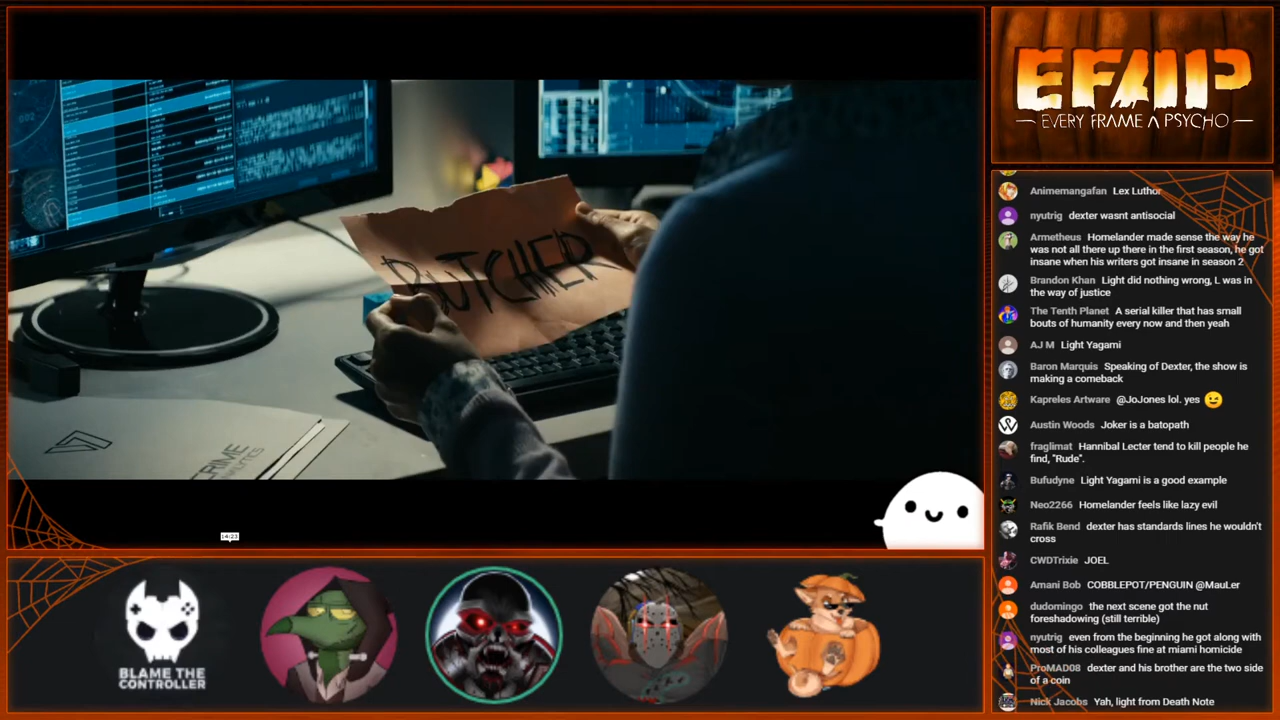 BUTCHER
CRIME
ANALYTICS
14:23
EFAP
EVERY FRAME A PSYCHO
Animemangafan Lex Luthor
nyutrig dexter wasnt antisocial
Armetheus Homelander made sense the way he
was not all there up there in the first season, he got
insane when his writers got insane in season 2
Brandon Khan Light did nothing wrong, L was in
the way of justice
The Tenth Planet A serial killer that has small
bouts of humanity every now and then yeah
AJ M Light Yagami
Baron Marquis Speaking of Dexter, the show is
making a comeback
Kapreles Artware @JoJones lol. yes 😉
Austin Woods Joker is a batopath
fraglimat Hannibal Lecter tend to kill people he
find, "Rude".
Bufudyne Light Yagami is a good example
Neo2266 Homelander feels like lazy evil
Rafik Bend dexter has standards lines he wouldn't
cross
CWDTrixie JOEL
Amani Bob COBBLEPOT/PENGUIN @MauLer
dudomingo the next scene got the nut
foreshadowing (still terrible)
nyutrig even from the beginning he got along with
most of his colleagues fine at miami homicide
ProMAD08 dexter and his brother are the two side
of a coin
Nick Jacobs Yah, light from Death Note
BLAME THE
CONTROLLER